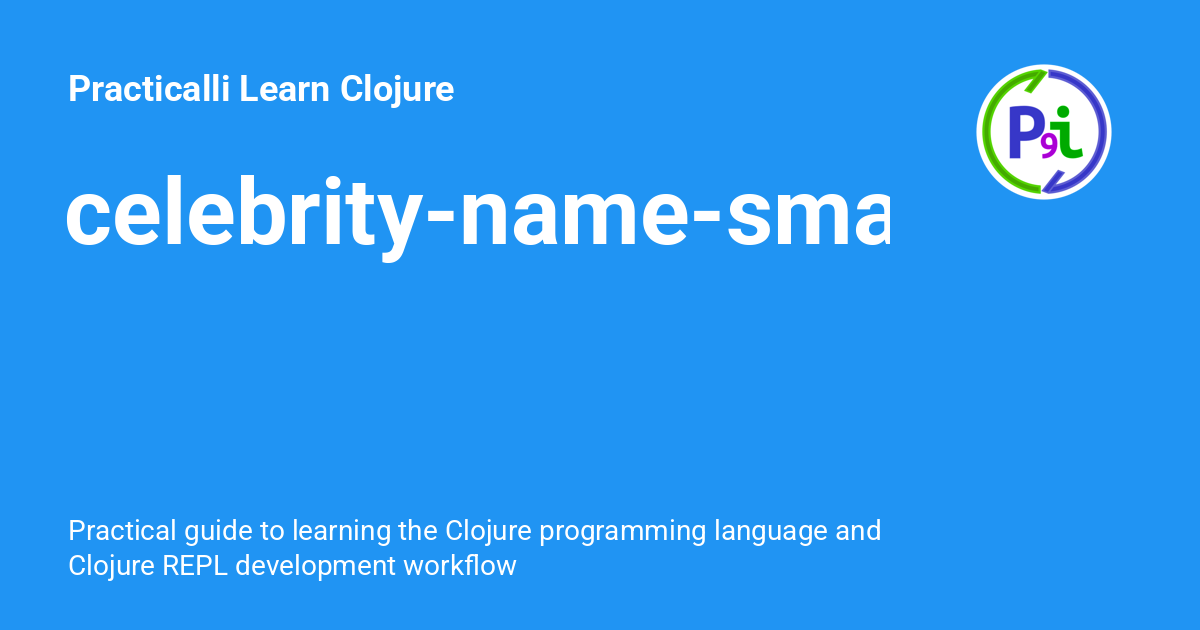 Practicalli Learn Clojure
P9i
celebrity-name-sma
Practical guide to learning the Clojure programming language and
Clojure REPL development workflow